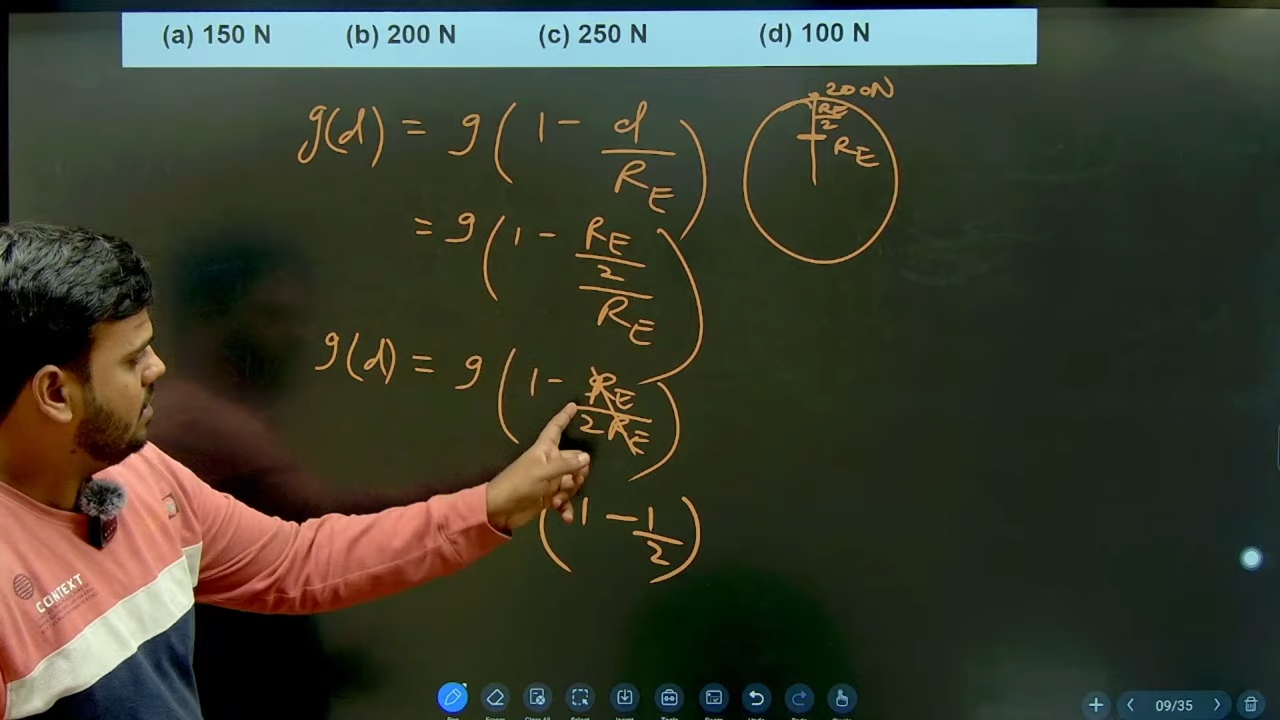 (a) 150 N (b) 200 N (c) 250 N (d) 100 N
g(d) = g(1 - d/R_E)
200N
R_E/2
R_E
= g(1 - R_E/2/R_E)
g(d) = g(1 - R_E/2R_E)
(1 - 1/2)
CONTEXT
09/35